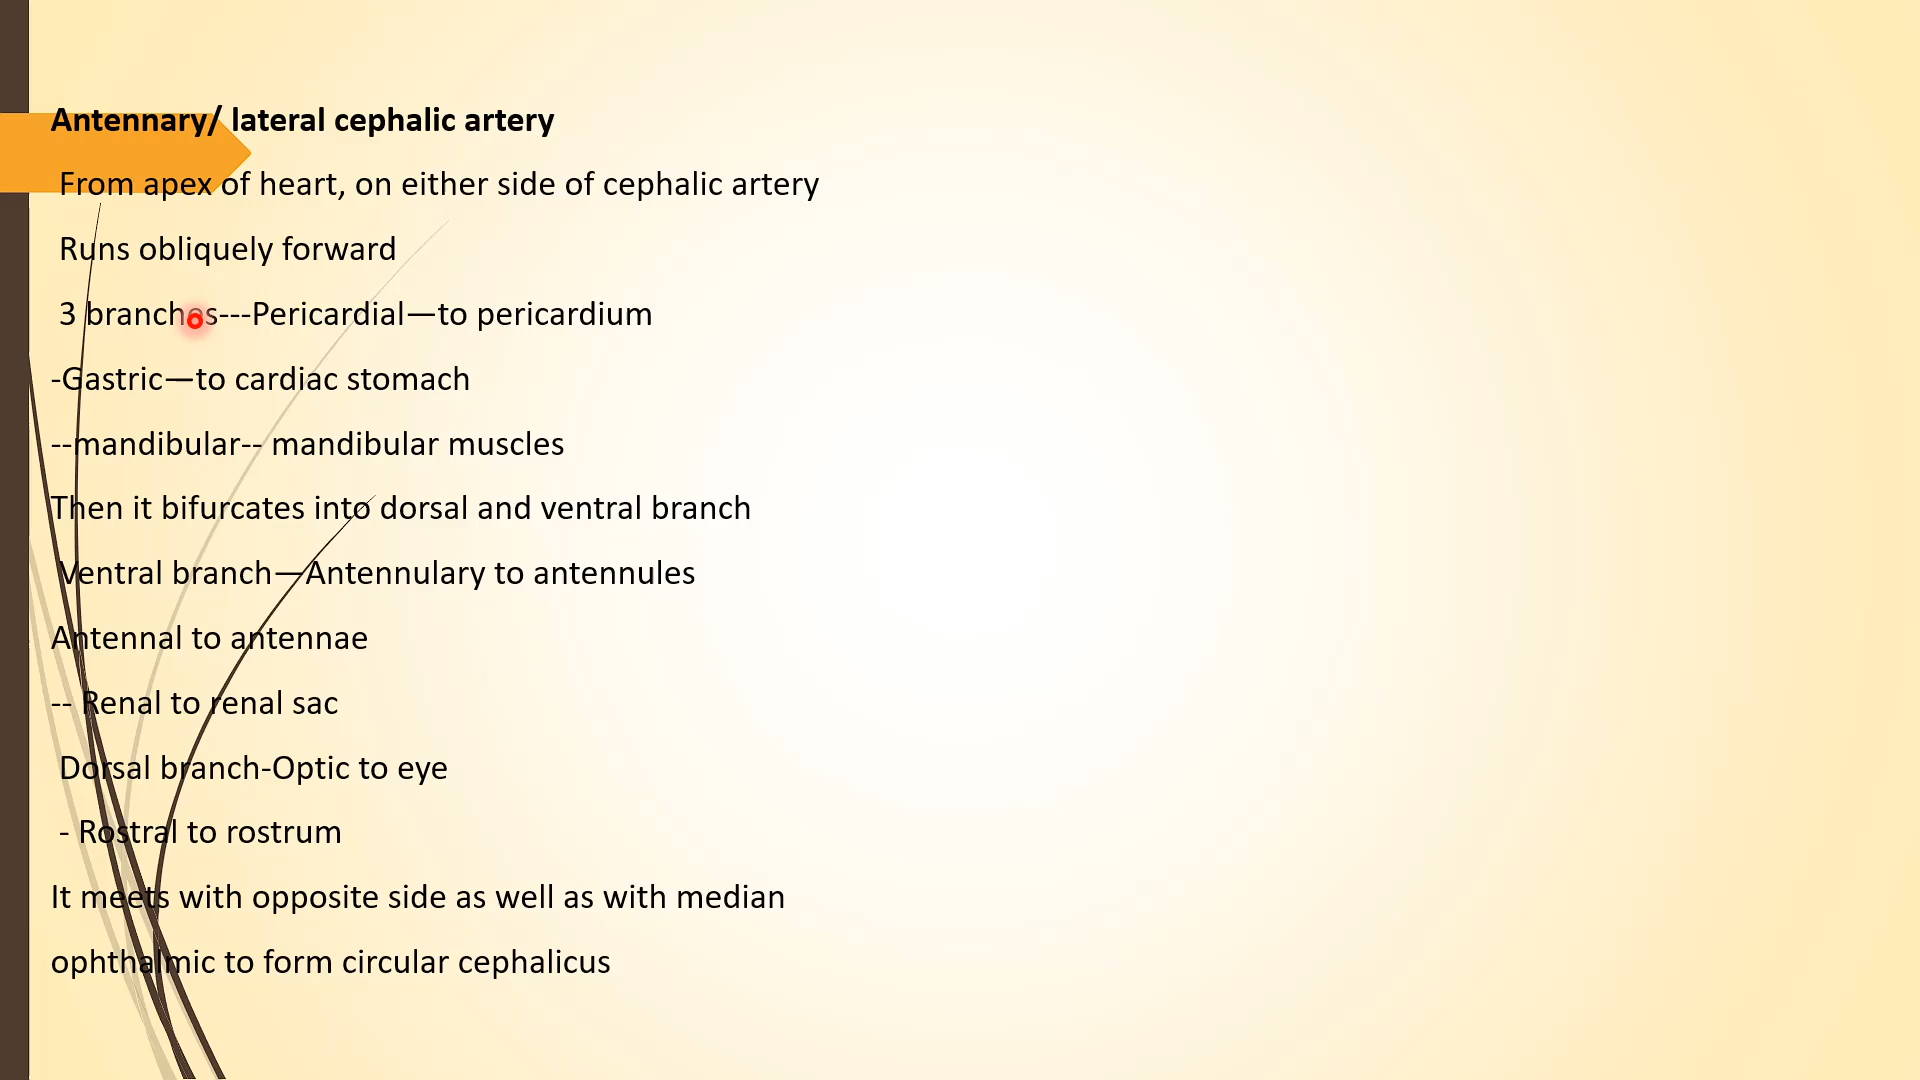 Antennary/ lateral cephalic artery
From apex of heart, on either side of cephalic artery
Runs obliquely forward
3 branches---Pericardial—to pericardium
-Gastric—to cardiac stomach
--mandibular-- mandibular muscles
Then it bifurcates into dorsal and ventral branch
Ventral branch—Antennulary to antennules
Antennal to antennae
-- Renal to renal sac
Dorsal branch-Optic to eye
- Rostral to rostrum
It meets with opposite side as well as with median
ophthalmic to form circular cephalicus